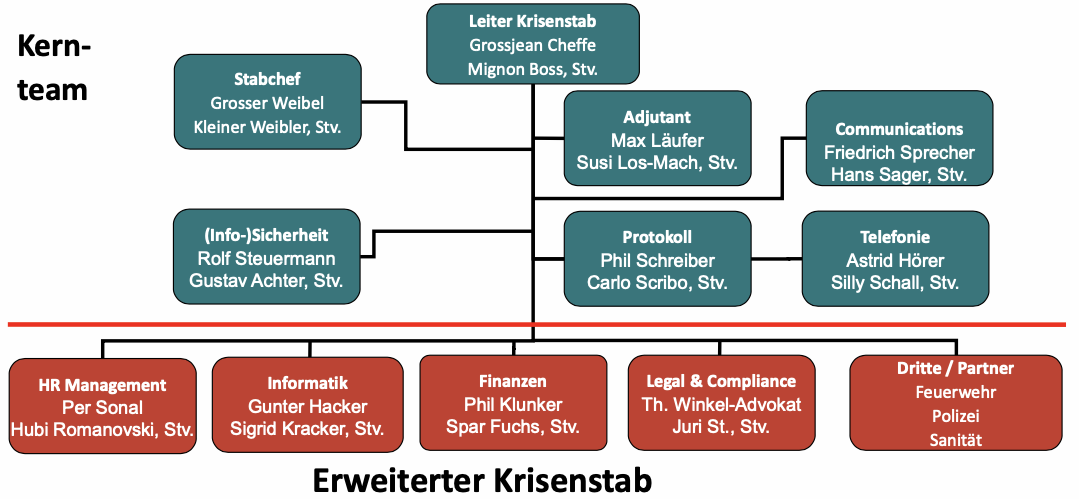 Kern-
team
Leiter Krisenstab
Grossjean Cheffe
Mignon Boss, Stv.
Stabchef
Grosser Weibel
Kleiner Weibler, Stv.
Adjutant
Max Läufer
Susi Los-Mach, Stv.
Communications
Friedrich Sprecher
Hans Sager, Stv.
(Info-)Sicherheit
Rolf Steuermann
Gustav Achter, Stv.
Protokoll
Phil Schreiber
Carlo Scribo, Stv.
Telefonie
Astrid Hörer
Silly Schall, Stv.
HR Management
Per Sonal
Hubi Romanovski, Stv.
Informatik
Gunter Hacker
Sigrid Kracker, Stv.
Finanzen
Phil Klunker
Spar Fuchs, Stv.
Legal & Compliance
Th. Winkel-Advokat
Juri St., Stv.
Dritte / Partner
Feuerwehr
Polizei
Sanität
Erweiterter Krisenstab